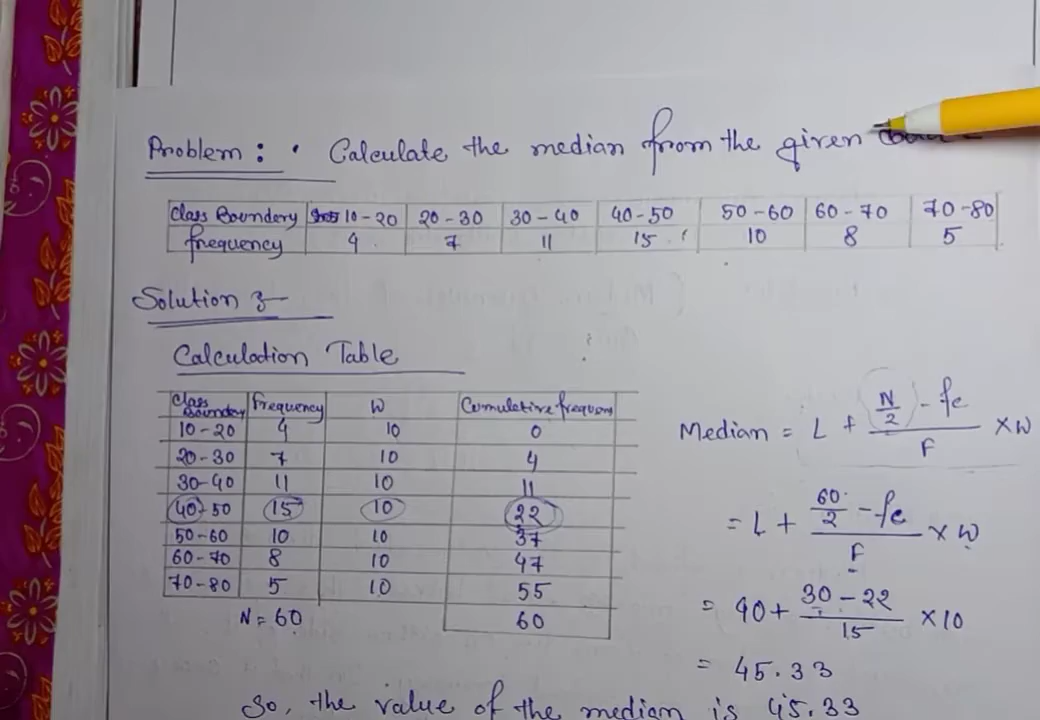 Problem : • Calculate the median from the given
Class Boundery 10-20 20-30 30-40 40-50 50-60 60-70 70-80
frequency 4 7 11 15 10 8 5
Solution :-
Calculation Table
Class Boundery Frequency W Cumulative frequency
10-20 4 10 0
20-30 7 10 4
30-40 11 10 11
40-50 15 10 22
50-60 10 10 37
60-70 8 10 47
70-80 5 10 55
N = 60 60
Median = L + (N/2) - fc / F × W
= L + 60/2 - fc / F × W
= 40 + 30 - 22 / 15 × 10
= 45.33
So, the value of the median is 45.33